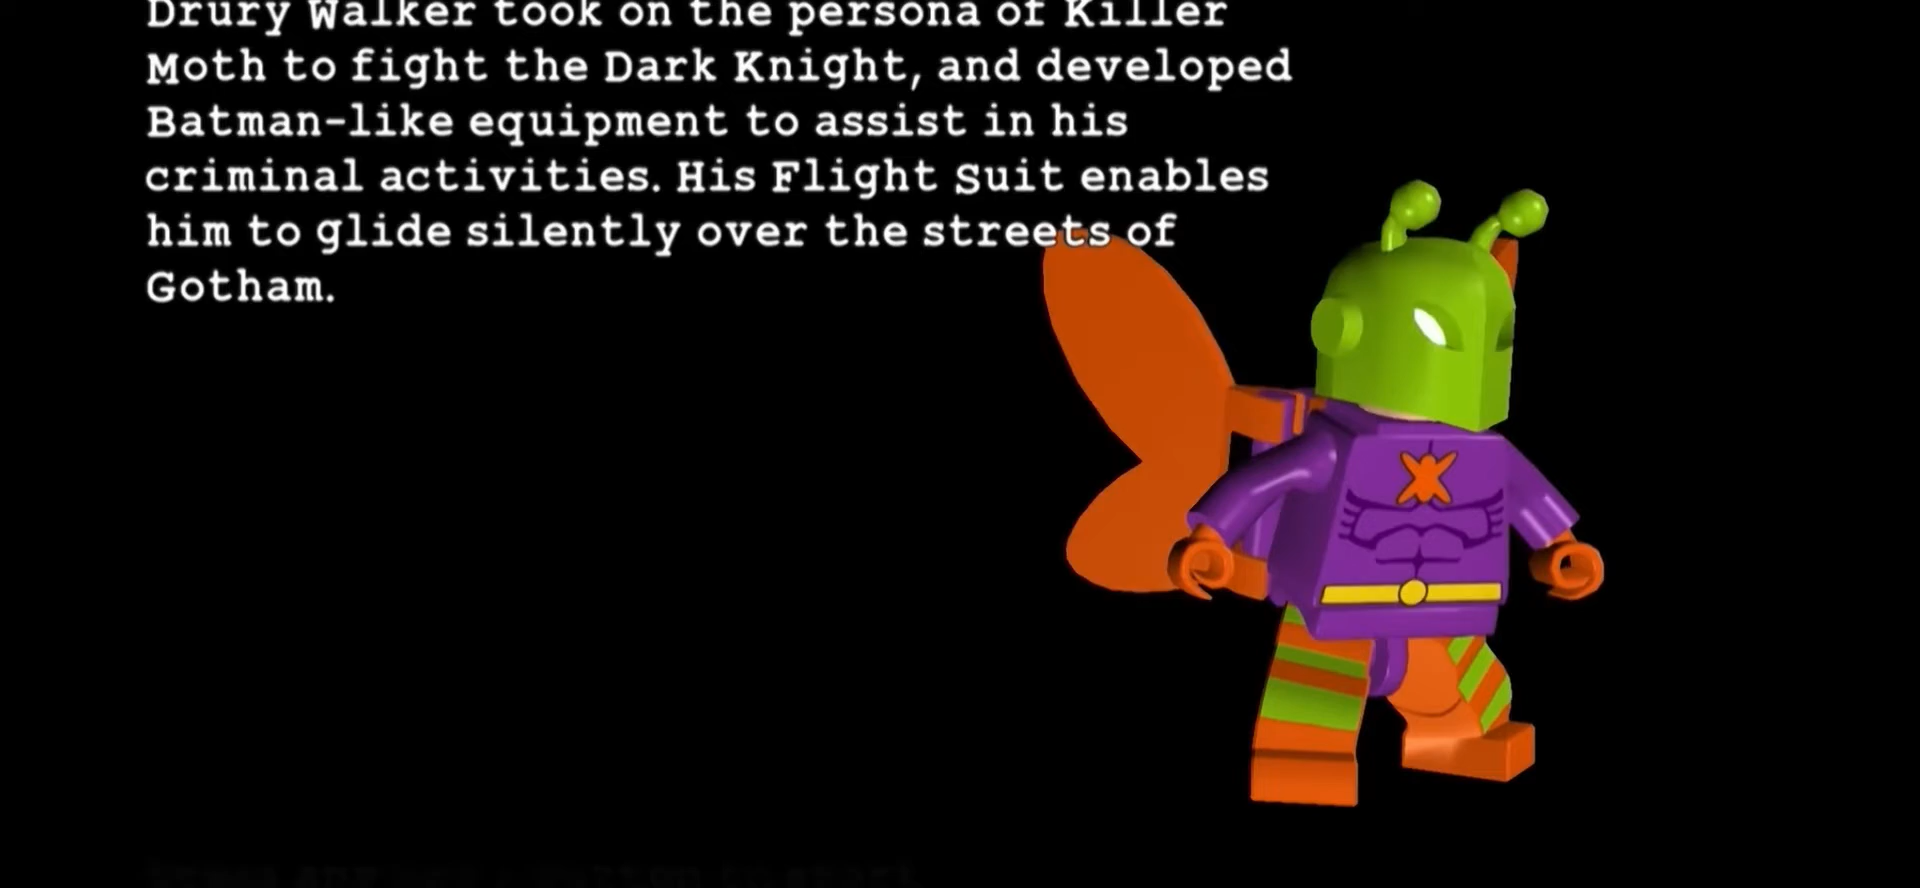 Drury Walker took on the persona of Killer
Moth to fight the Dark Knight, and developed
Batman-like equipment to assist in his
criminal activities. His Flight Suit enables
him to glide silently over the streets of
Gotham.